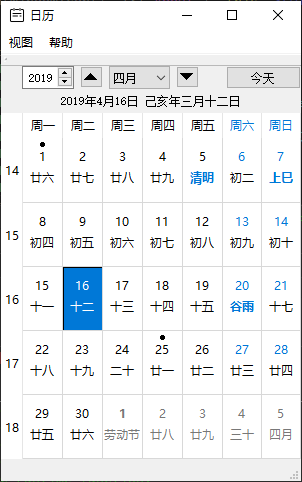 日历
视图 帮助
2019 四月 今天
2019年4月16日 己亥年三月十二日
周一 周二 周三 周四 周五 周六 周日
1 2 3 4 5 6 7
14 廿六 廿七 廿八 廿九 清明 初二 上巳
8 9 10 11 12 13 14
15 初四 初五 初六 初七 初八 初九 初十
15 16 17 18 19 20 21
16 十一 十二 十三 十四 十五 谷雨 十七
22 23 24 25 26 27 28
17 十八 十九 二十 廿一 廿二 廿三 廿四
29 30 1 2 3 4 5
18 廿五 廿六 劳动节 廿八 廿九 三十 四月